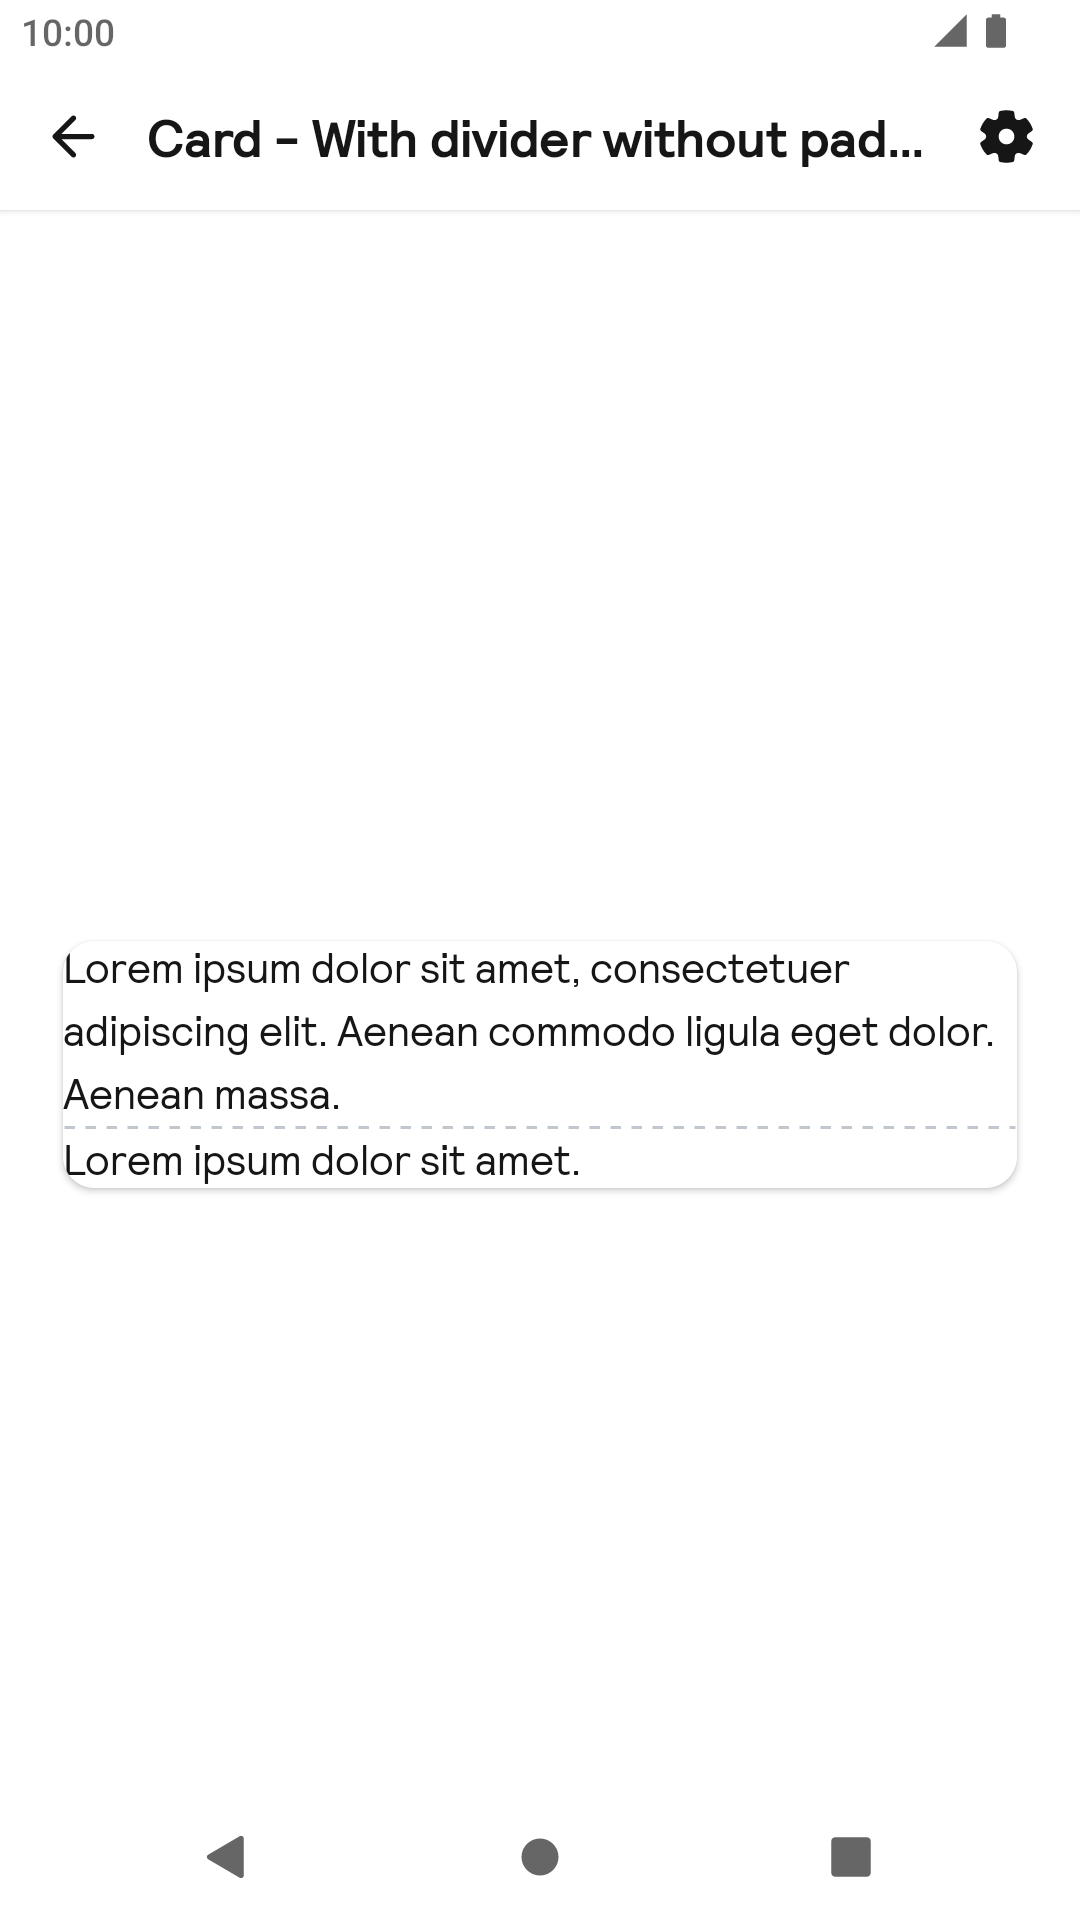 10:00
Card - With divider without pad...
Lorem ipsum dolor sit amet, consectetuer
adipiscing elit. Aenean commodo ligula eget dolor.
Aenean massa.
Lorem ipsum dolor sit amet.